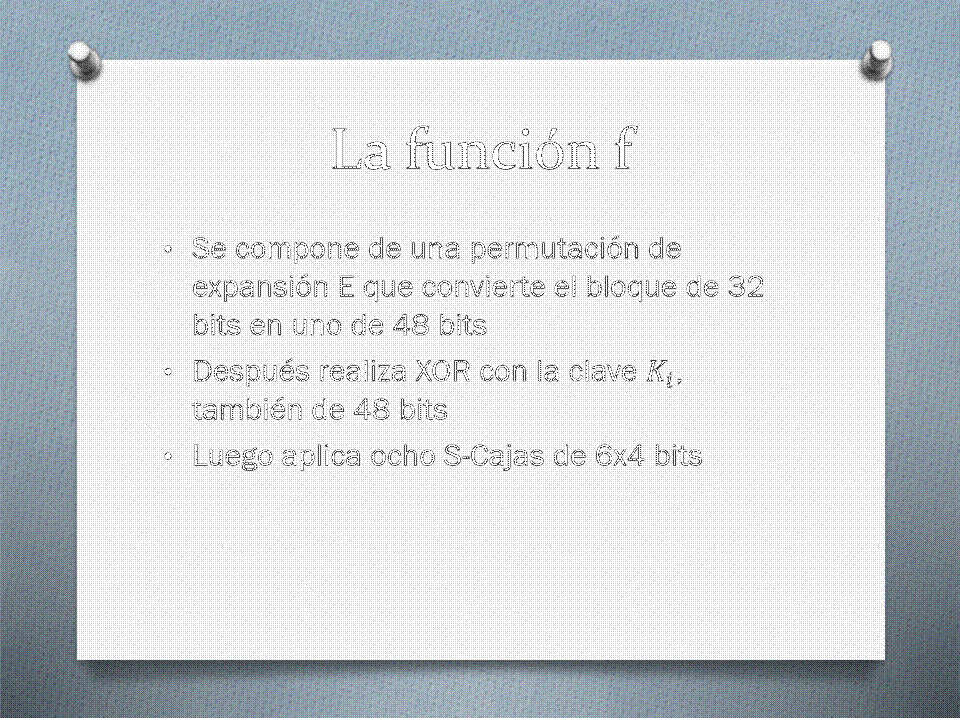 La función f
• Se compone de una permutación de
expansión E que convierte el bloque de 32
bits en uno de 48 bits
• Después realiza XOR con la clave K_i,
también de 48 bits
• Luego aplica ocho S-Cajas de 6x4 bits